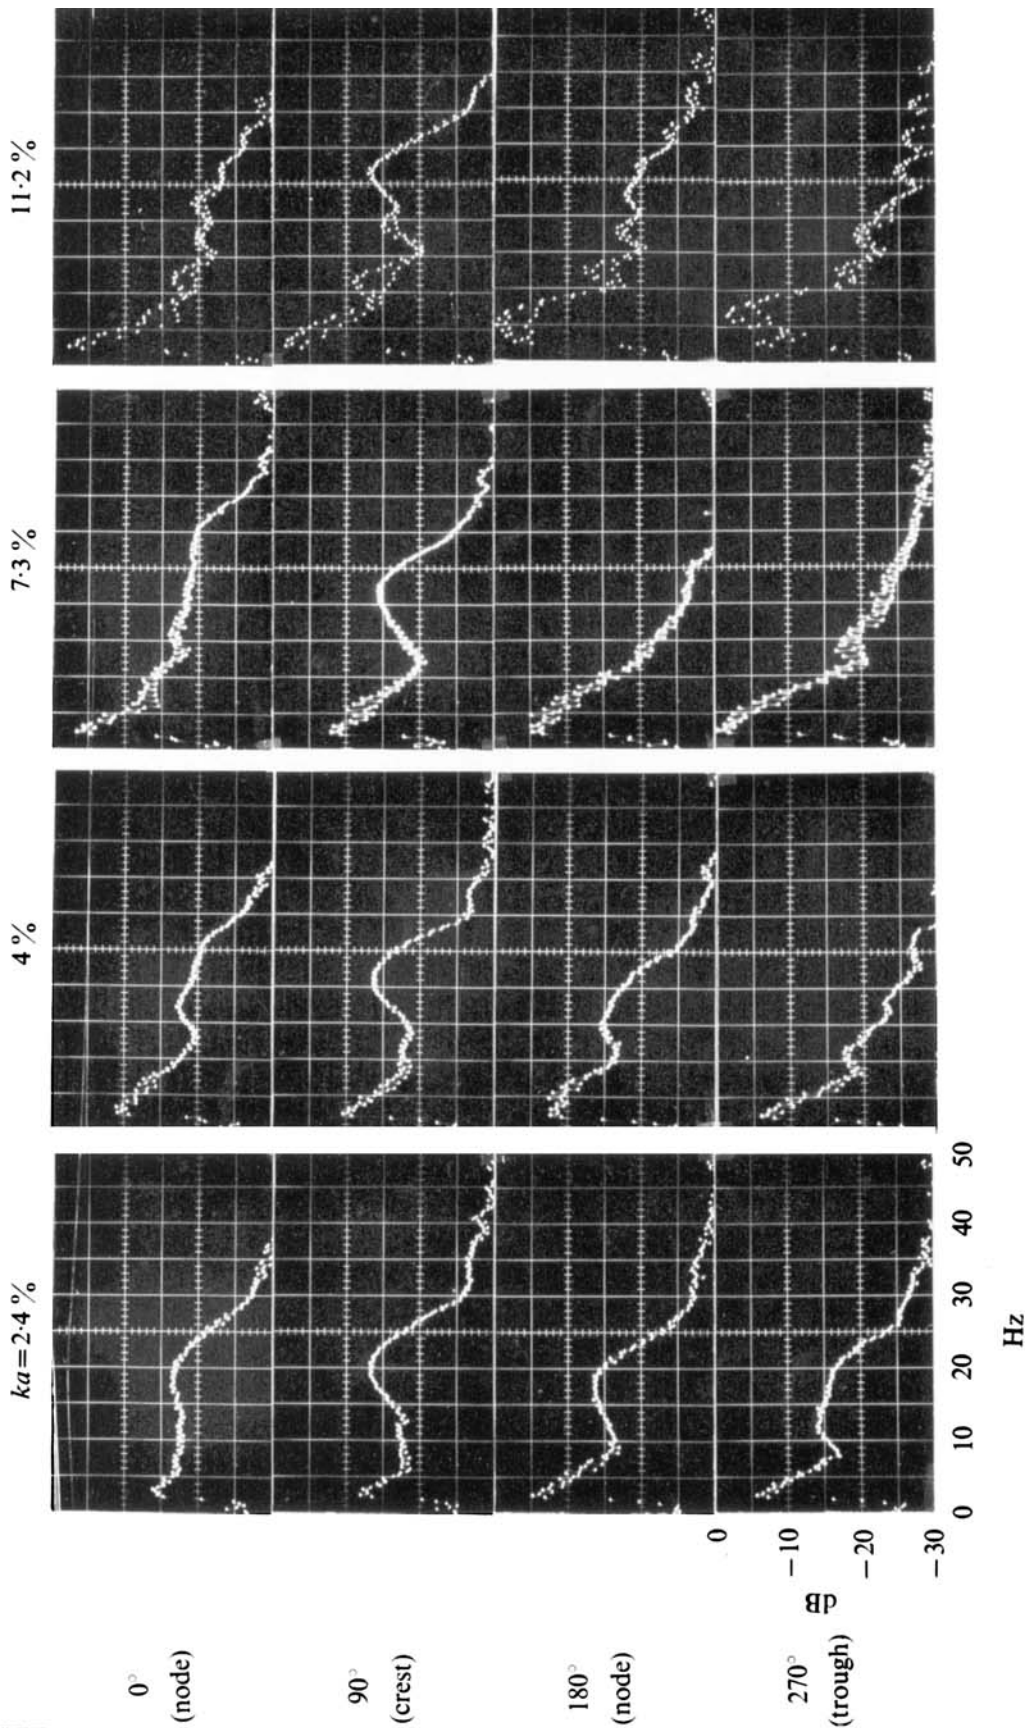 ka=2·4 %
4 %
7·3 %
11·2 %
0°
(node)
90°
(crest)
180°
(node)
270°
(trough)
0
−10
−20
−30
dB
0 10 20 30 40 50
Hz